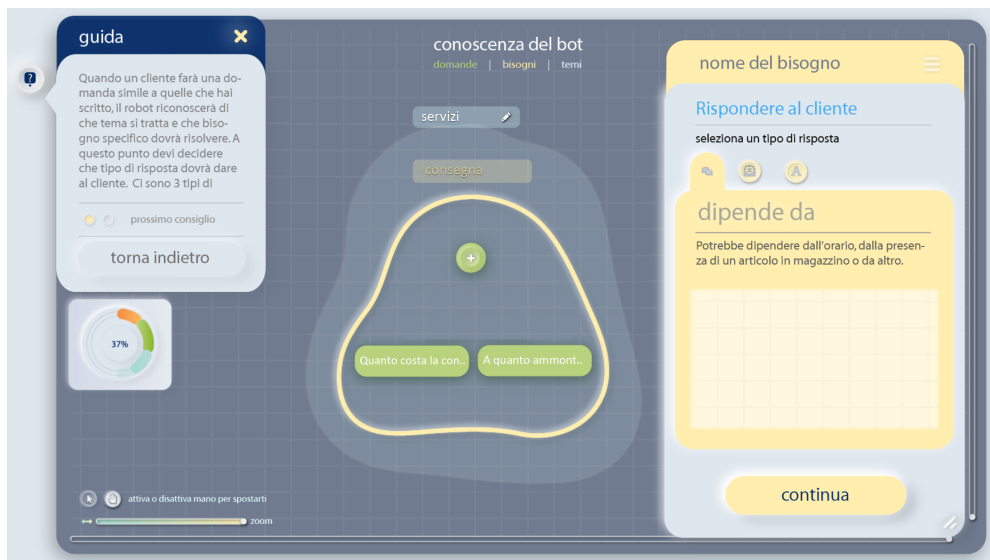 guida
Quando un cliente farà una do-
manda simile a quelle che hai
scritto, il robot riconoscerà di
che tema si tratta e che biso-
gno specifico dovrà risolvere. A
questo punto devi decidere
che tipo di risposta dovrà dare
al cliente. Ci sono 3 tipi di
prossimo consiglio
torna indietro
37%
attiva o disattiva mano per spostarti
zoom
conoscenza del bot
domande | bisogni | temi
servizi
consegna
Quanto costa la con..
A quanto ammont..
nome del bisogno
Rispondere al cliente
seleziona un tipo di risposta
A
dipende da
Potrebbe dipendere dall'orario, dalla presen-
za di un articolo in magazzino o da altro.
continua